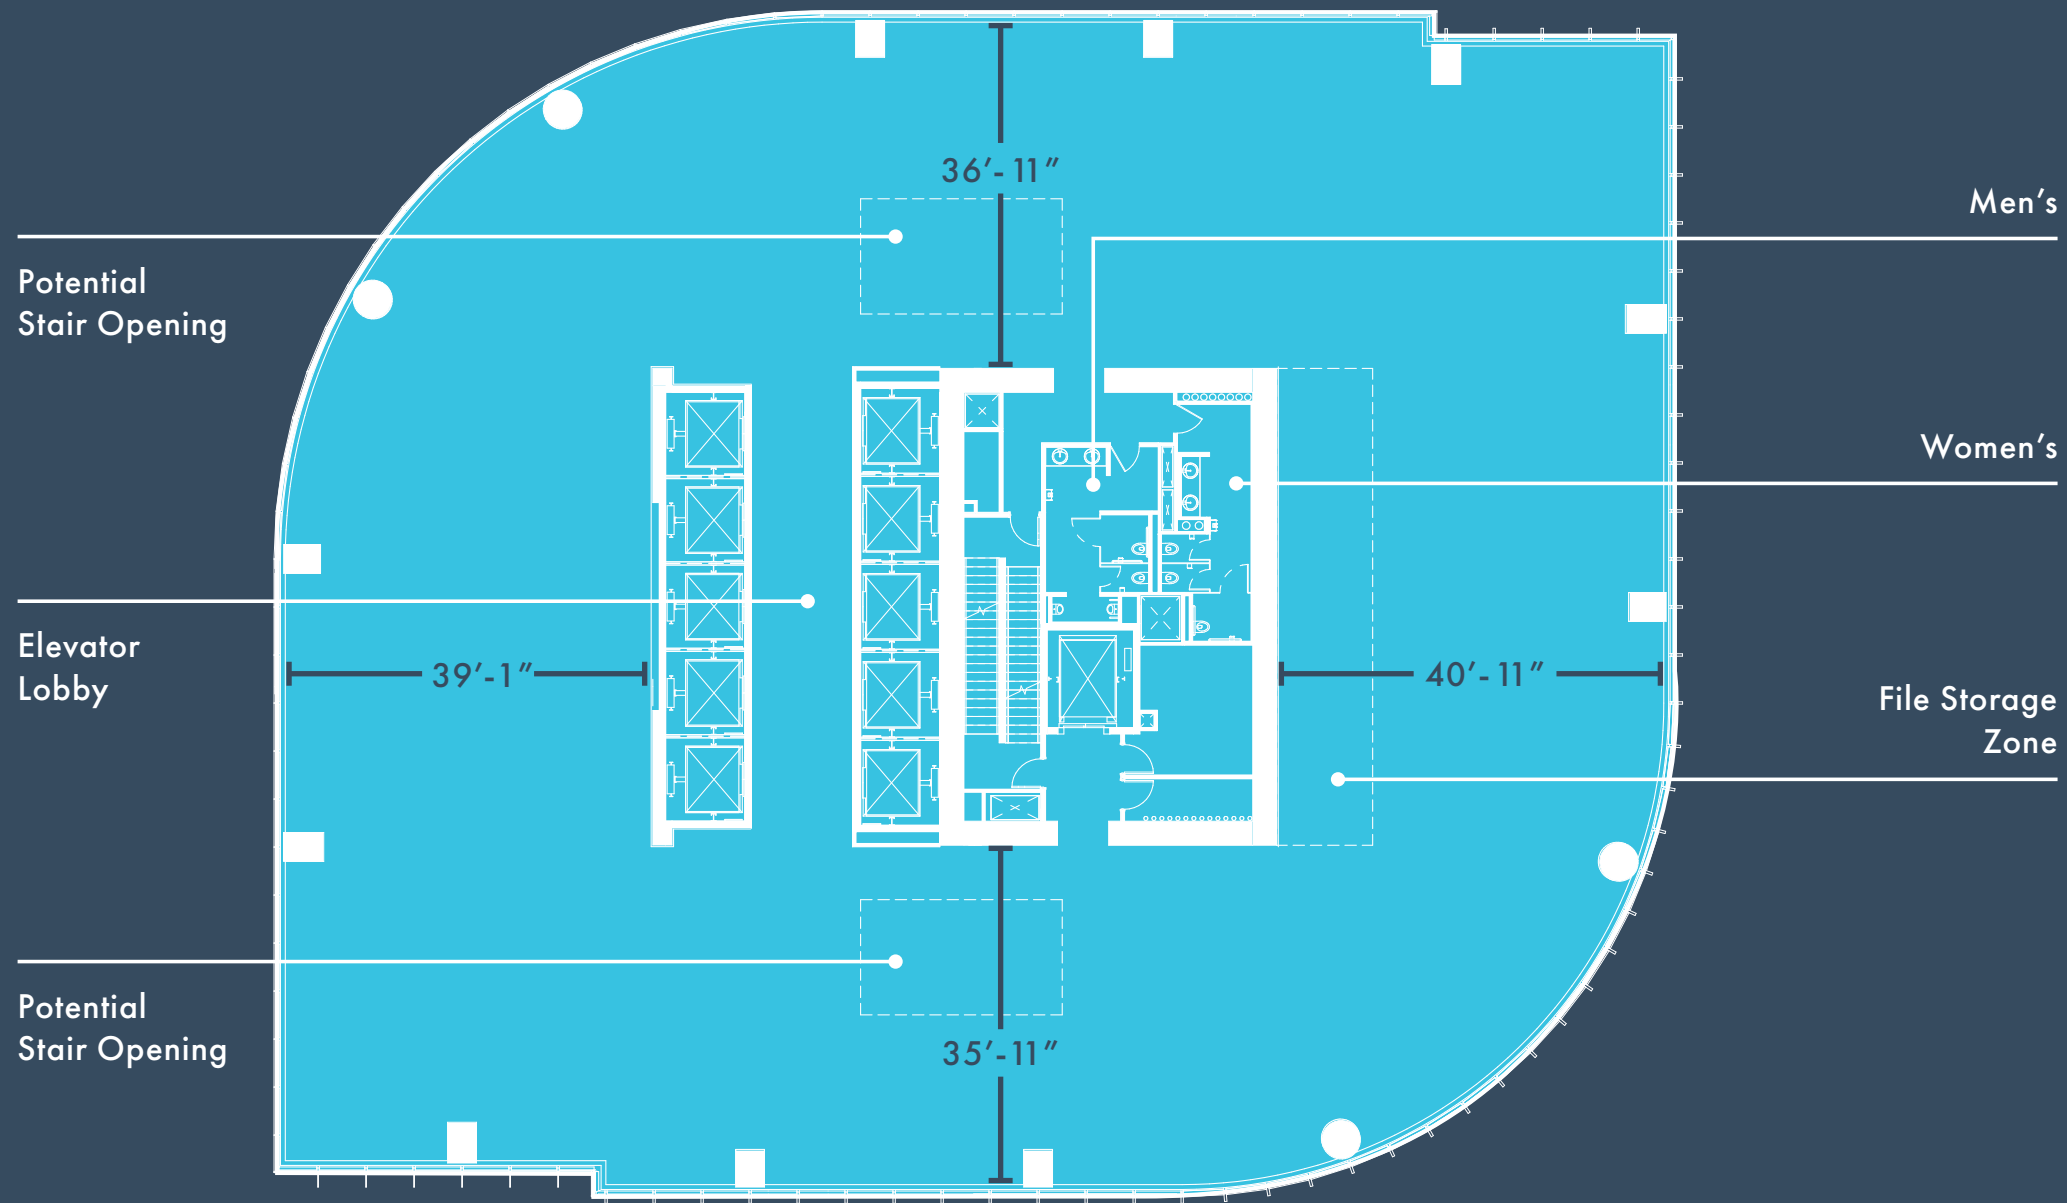 36′-11″
Men’s
Potential
Stair Opening
Women’s
Elevator
Lobby
39′-1″
40′-11″
File Storage
Zone
Potential
Stair Opening
35′-11″